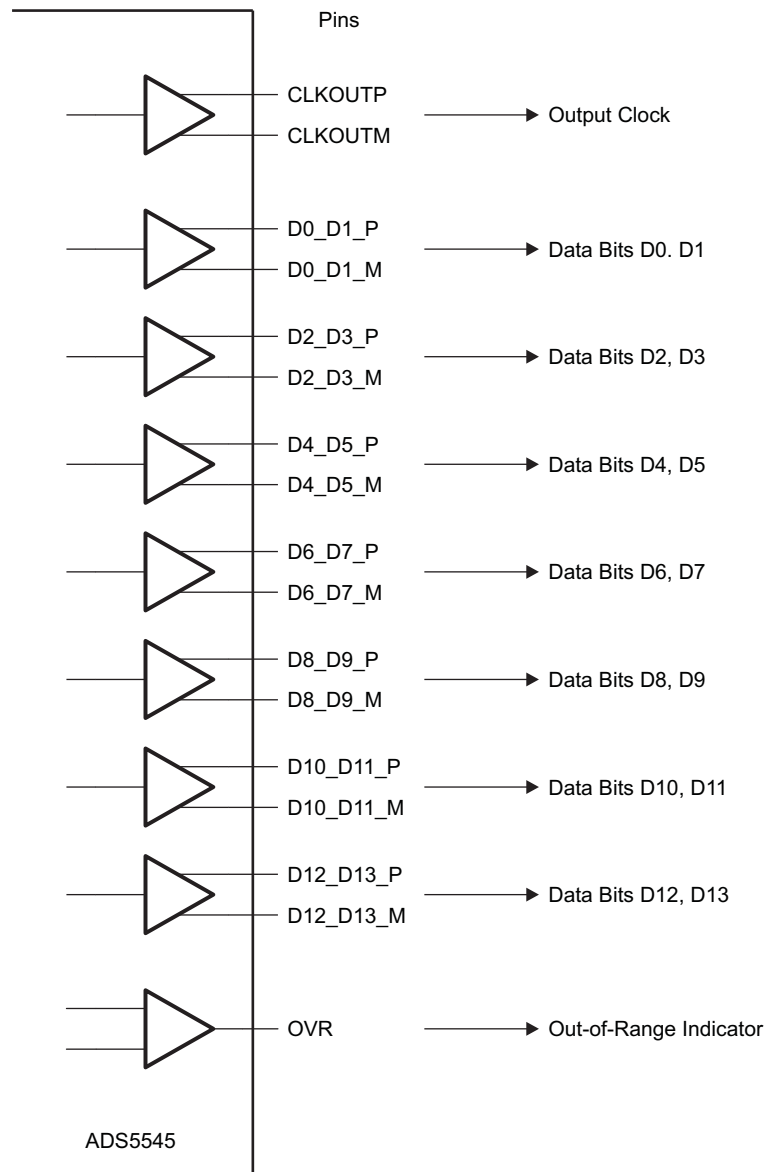 Pins
CLKOUTP
CLKOUTM
Output Clock
D0_D1_P
D0_D1_M
Data Bits D0. D1
D2_D3_P
D2_D3_M
Data Bits D2, D3
D4_D5_P
D4_D5_M
Data Bits D4, D5
D6_D7_P
D6_D7_M
Data Bits D6, D7
D8_D9_P
D8_D9_M
Data Bits D8, D9
D10_D11_P
D10_D11_M
Data Bits D10, D11
D12_D13_P
D12_D13_M
Data Bits D12, D13
OVR
Out-of-Range Indicator
ADS5545